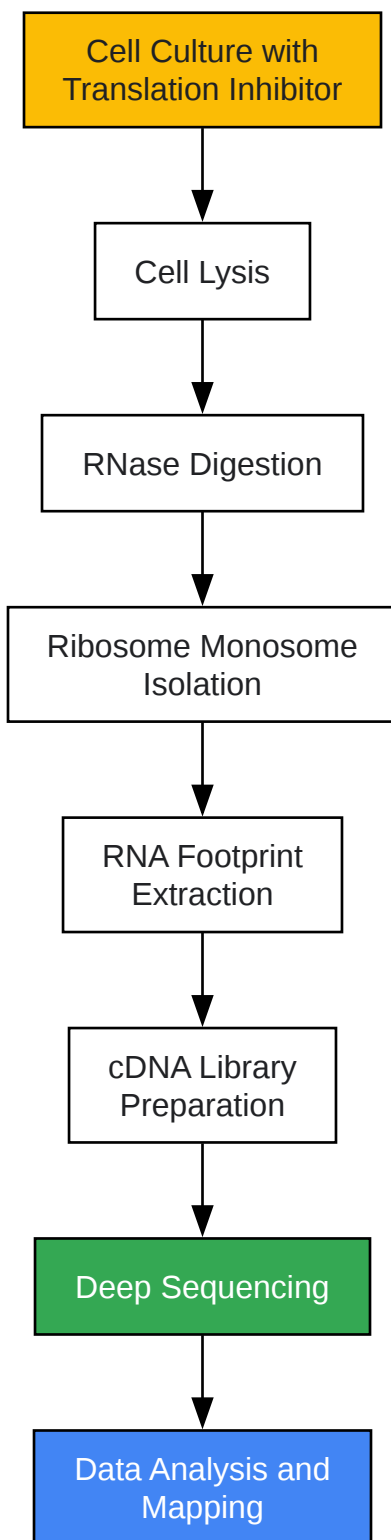 Cell Culture with
Translation Inhibitor
Cell Lysis
RNase Digestion
Ribosome Monosome
Isolation
RNA Footprint
Extraction
cDNA Library
Preparation
Deep Sequencing
Data Analysis and
Mapping